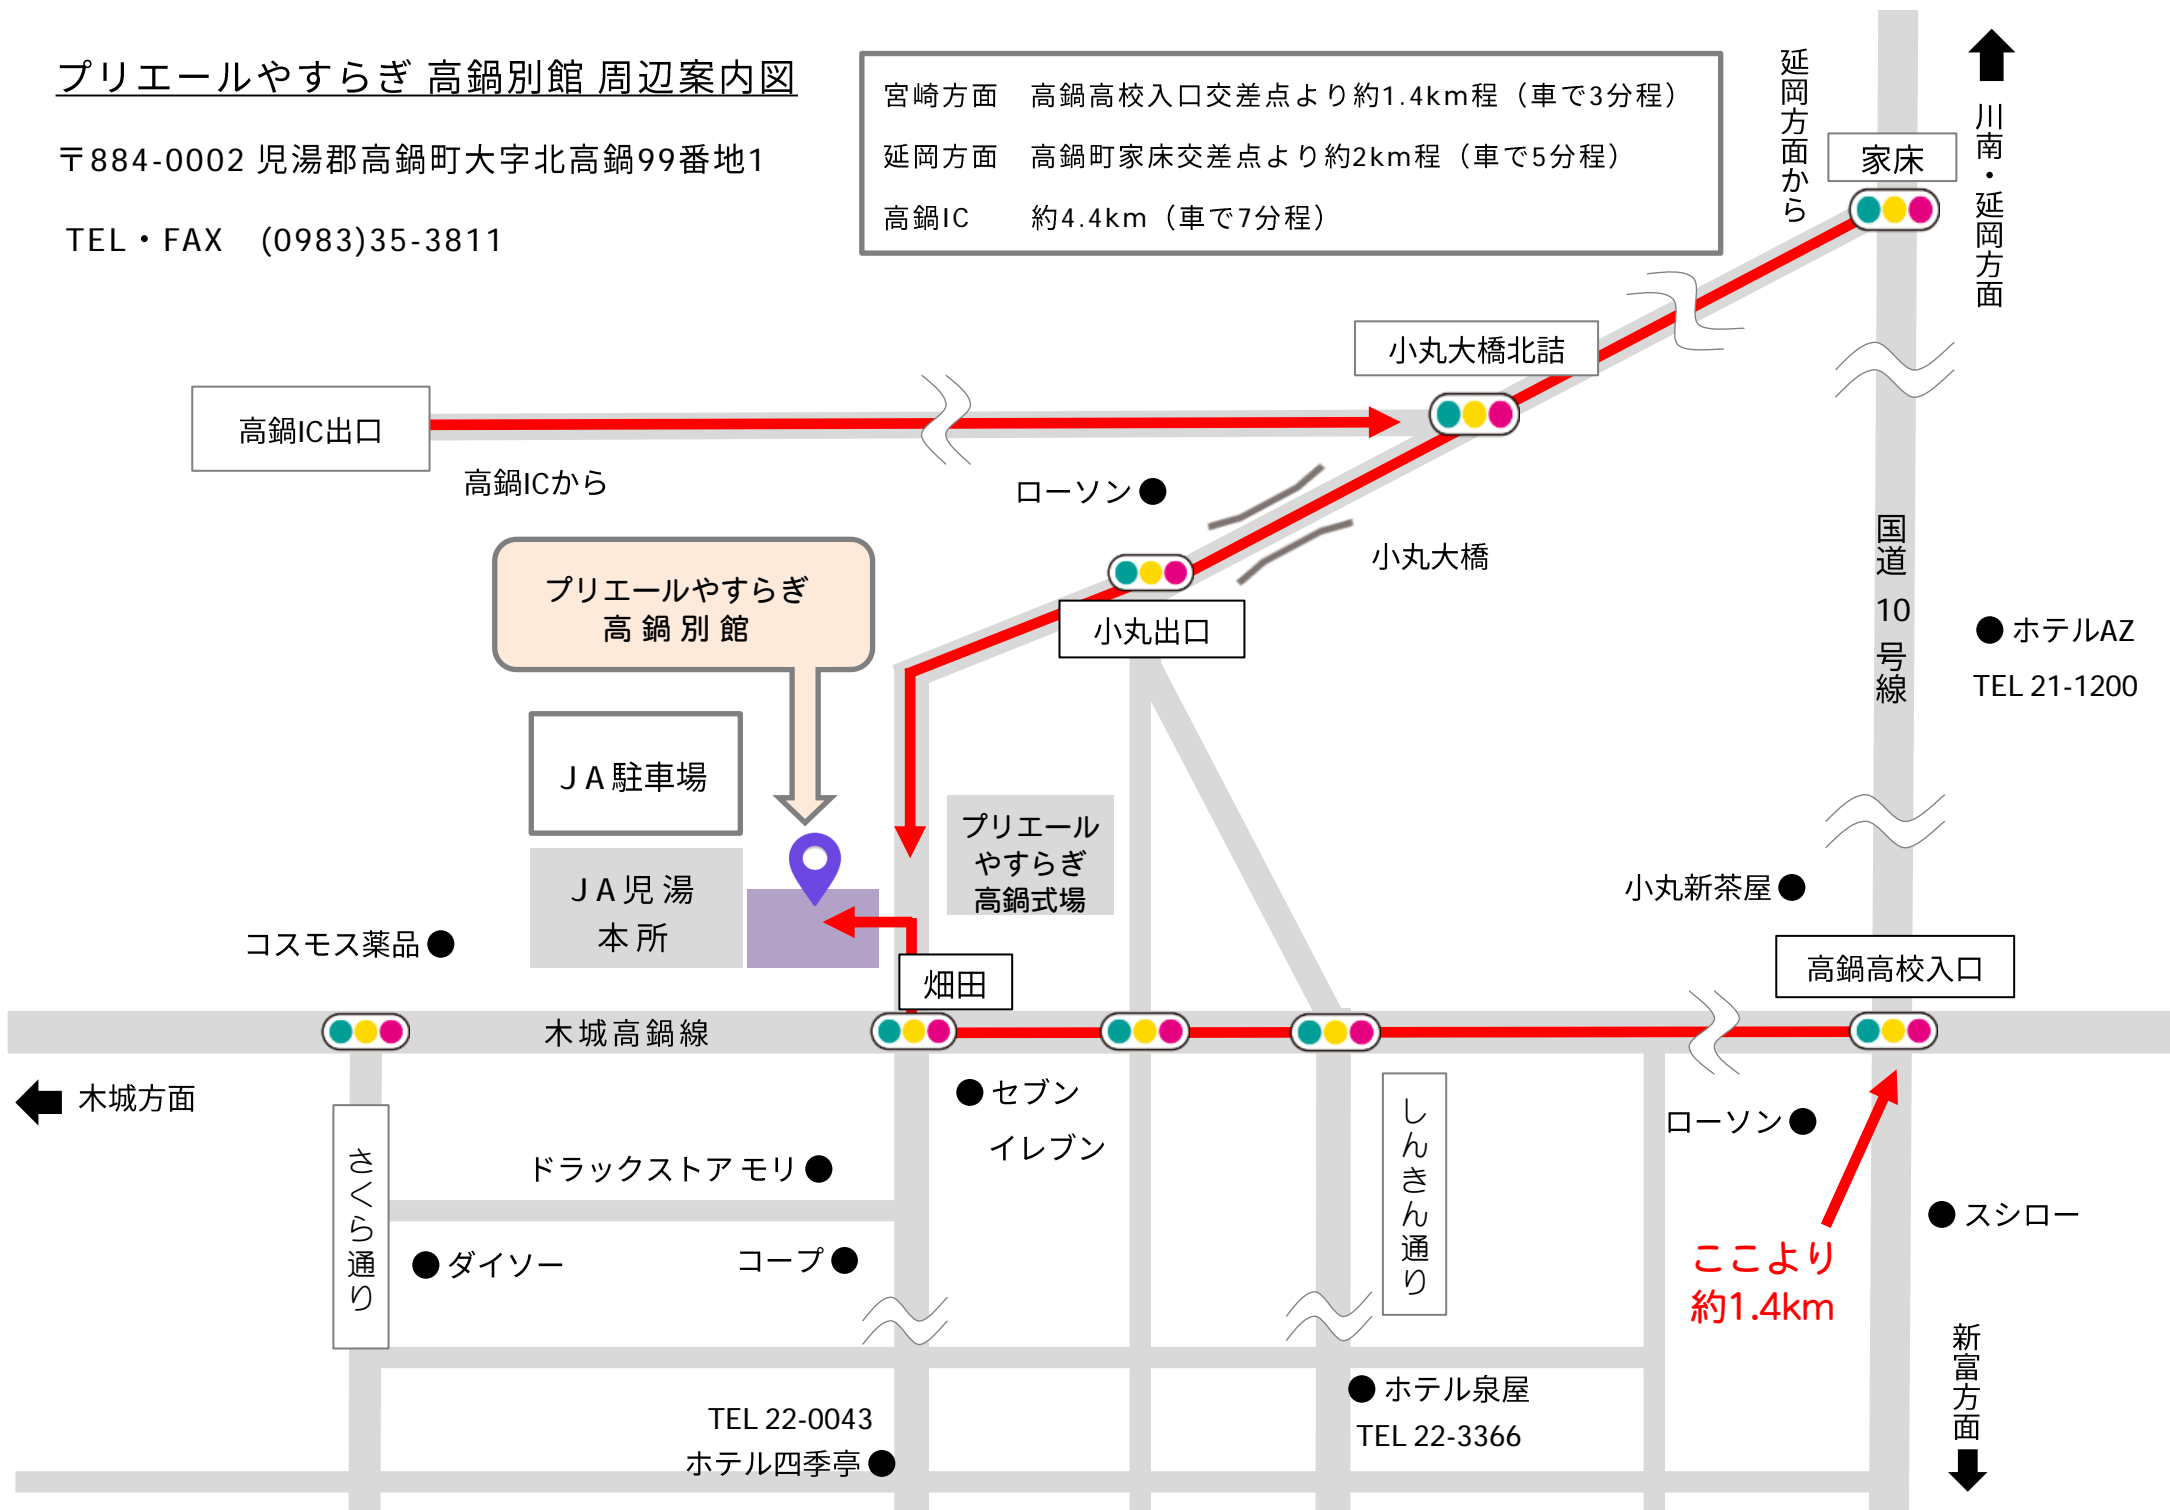 プリエールやすらぎ 高鍋別館 周辺案内図
〒884-0002 児湯郡高鍋町大字北高鍋99番地1
TEL・FAX (0983)35-3811
宮崎方面 高鍋高校入口交差点より約1.4km程（車で3分程）
延岡方面 高鍋町家床交差点より約2km程（車で5分程）
高鍋IC 約4.4km（車で7分程）
延岡方面から
川南・延岡方面
家床
小丸大橋北詰
高鍋IC出口
高鍋ICから
ローソン
小丸大橋
プリエールやすらぎ
高鍋別館
小丸出口
国道10号線
ホテルAZ
TEL 21-1200
JA駐車場
プリエール
やすらぎ
高鍋式場
JA児湯
本所
小丸新茶屋
コスモス薬品
畑田
高鍋高校入口
木城高鍋線
木城方面
セブン
イレブン
しんきん通り
ローソン
さくら通り
ドラックストア モリ
スシロー
ダイソー
コープ
ここより
約1.4km
新富方面
ホテル泉屋
TEL 22-3366
TEL 22-0043
ホテル四季亭